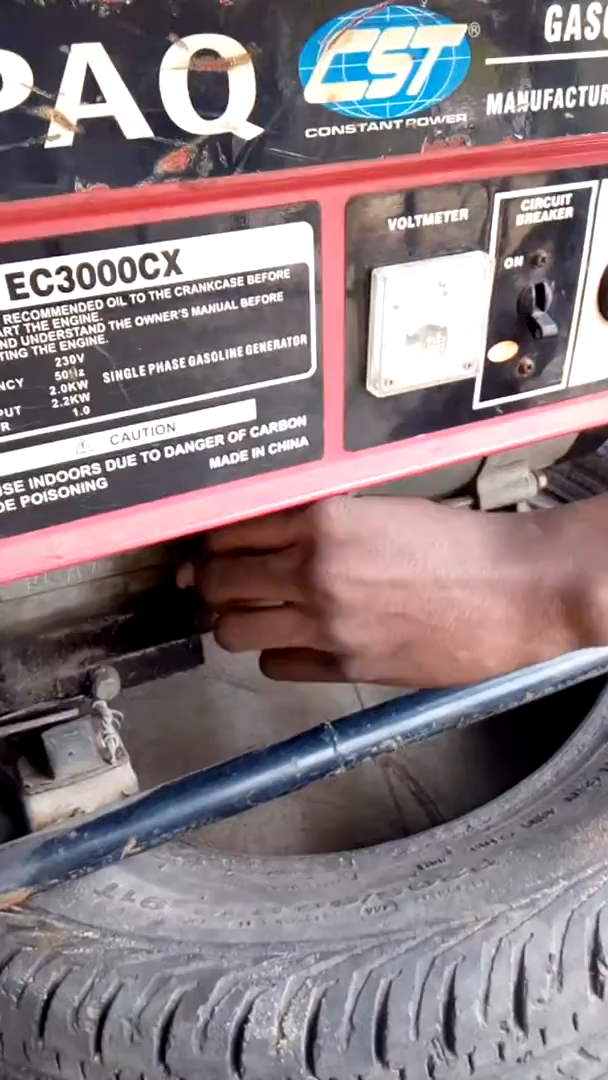 PAQ
CST®
CONSTANT POWER
GASO
MANUFACTUR
EC3000CX
RECOMMENDED OIL TO THE CRANKCASE BEFORE
ART THE ENGINE.
ND UNDERSTAND THE OWNER'S MANUAL BEFORE
TING THE ENGINE.
230V
NCY 50Hz
2.0KW SINGLE PHASE GASOLINE GENERATOR
PUT 2.2KW
R 1.0
CAUTION
USE INDOORS DUE TO DANGER OF CARBON
DE POISONING MADE IN CHINA
VOLTMETER
CIRCUIT
BREAKER
ON